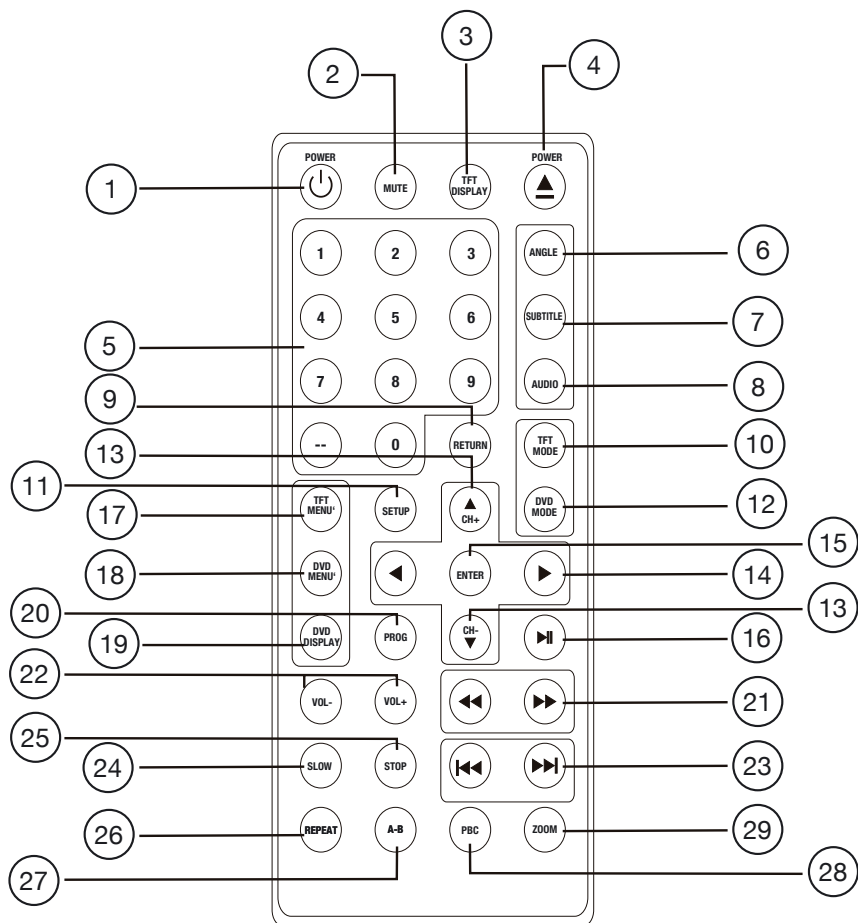 3
2
4
POWER
POWER
1
MUTE
TFT
DISPLAY
1
2
3
ANGLE
6
4
5
6
SUBTITLE
7
5
7
8
9
AUDIO
8
9
--
0
RETURN
TFT
MODE
10
13
11
TFT
MENU'
SETUP
CH+
DVD
MODE
12
17
15
18
DVD
MENU'
ENTER
14
20
13
19
DVD
DISPLAY
PROG
CH-
16
22
VOL-
VOL+
21
25
24
SLOW
STOP
23
26
REPEAT
A-B
PBC
ZOOM
29
27
28